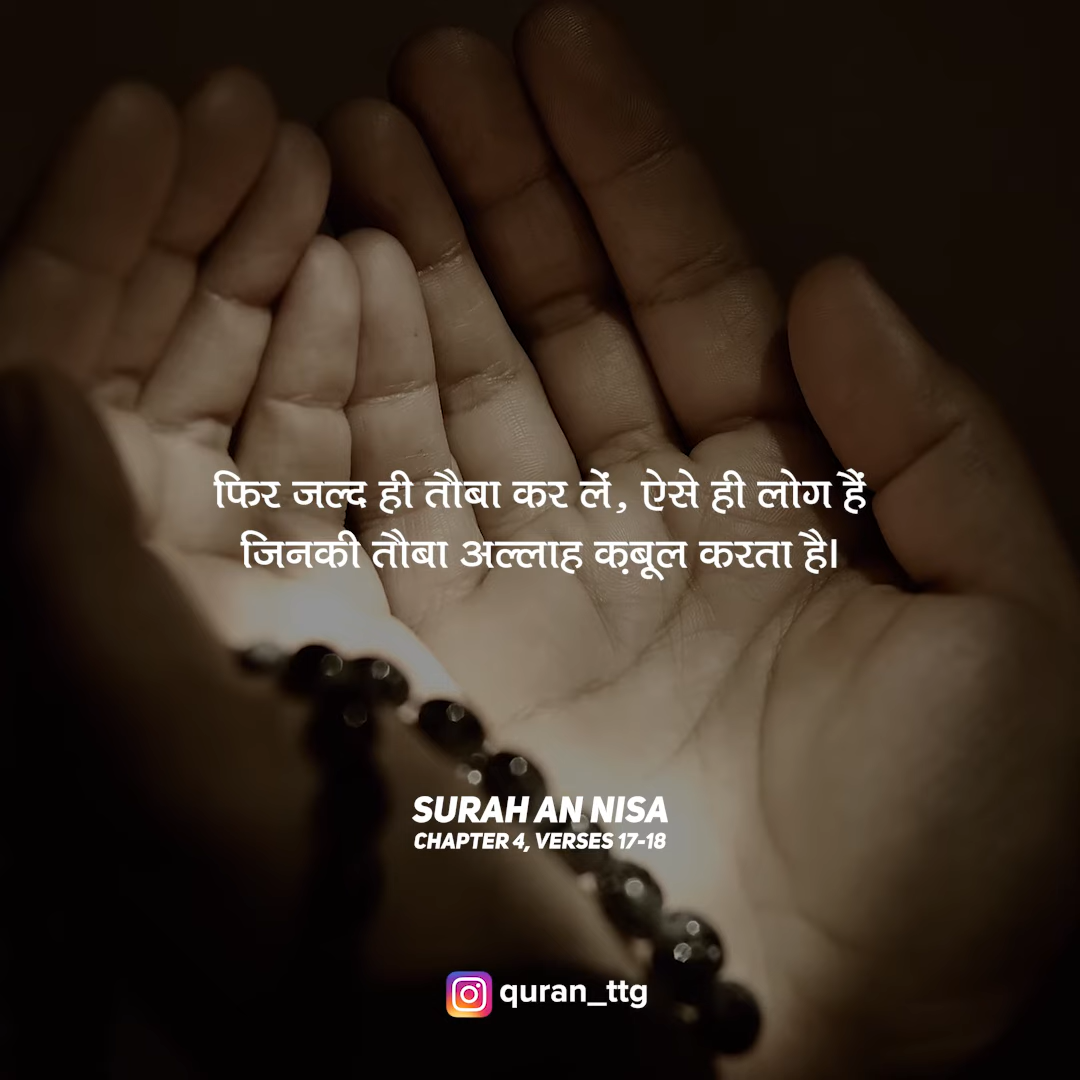 फिर जल्द ही तौबा कर लें, ऐसे ही लोग हैं
जिनकी तौबा अल्लाह क़बूल करता है।
SURAH AN NISA
CHAPTER 4, VERSES 17-18
quran_ttg